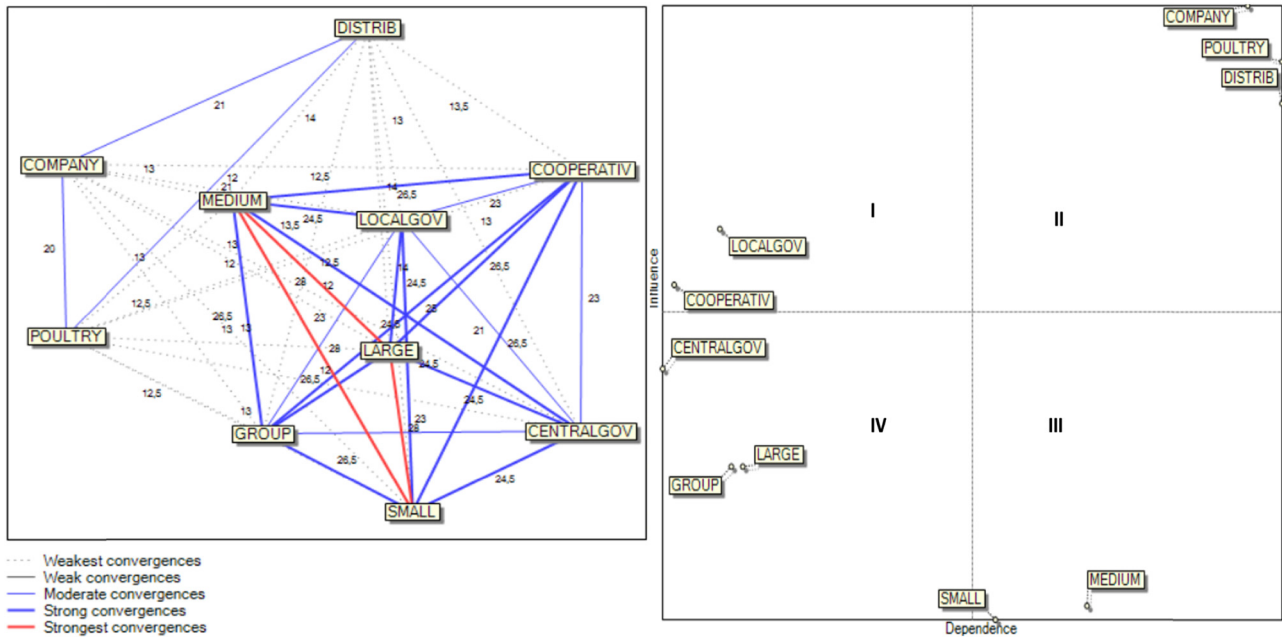 DISTRIB
21
14
13
13,5
COMPANY
13
12
12,5
COOPERATIV
21
MEDIUM
14
26,5
23
LOCALGOV
13,5
24,5
13
20
13
13
12
12,5
14
26,5
28
12
24,5
23
12,5
26,5
13
13
23
24,5
25
21
26,5
POULTRY
28
LARGE
12
24,5
26,5
12,5
13
24,5
23
28
GROUP
CENTRALGOV
26,5
24,5
SMALL
Weakest convergences
Weak convergences
Moderate convergences
Strong convergences
Strongest convergences
COMPANY
POULTRY
DISTRIB
I
II
LOCALGOV
Influence
COOPERATIV
CENTRALGOV
IV
III
LARGE
GROUP
MEDIUM
SMALL
Dependence